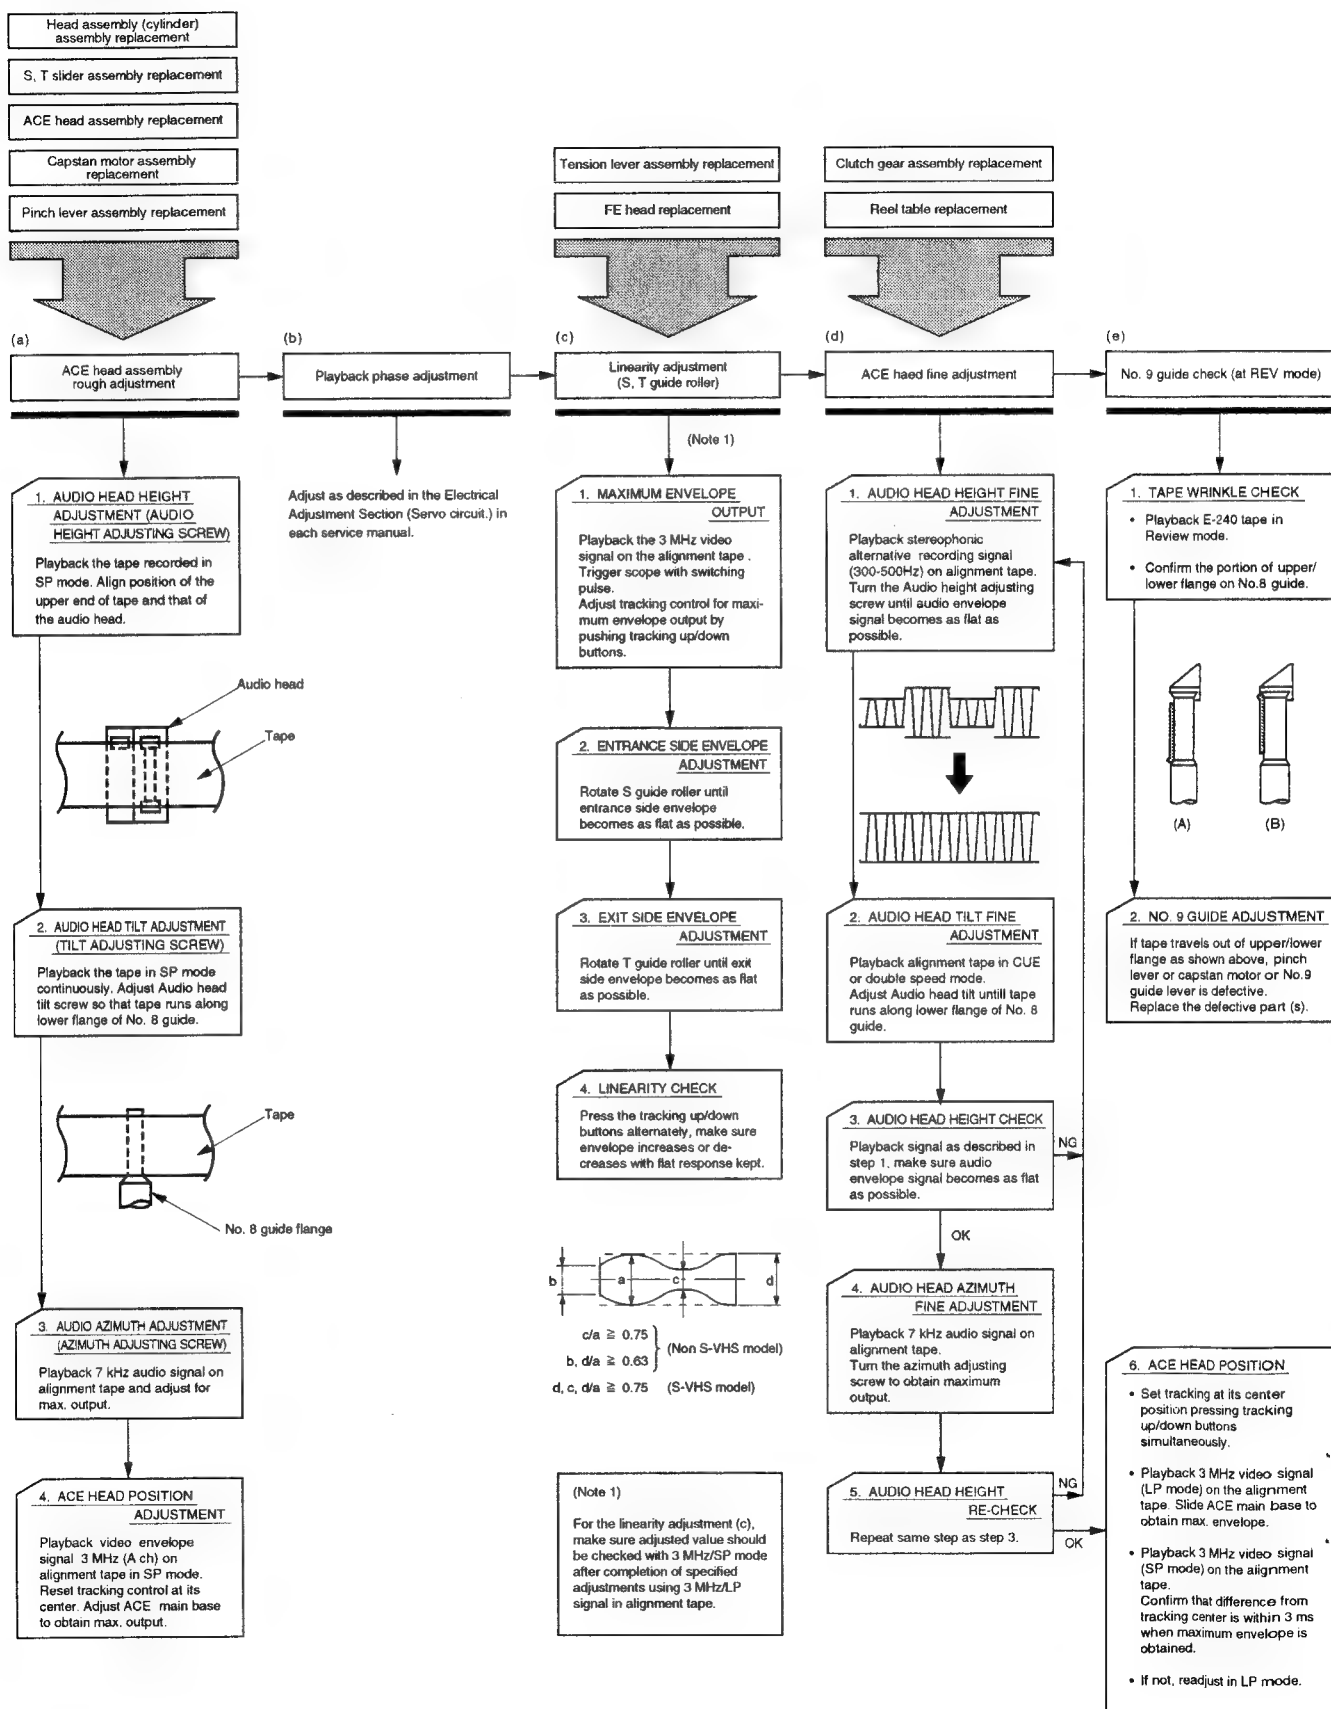 Head assembly (cylinder)
assembly replacement
S, T slider assembly replacement
ACE head assembly replacement
Capstan motor assembly
replacement
Pinch lever assembly replacement
Tension lever assembly replacement
FE head replacement
Clutch gear assembly replacement
Reel table replacement
(a)
ACE head assembly
rough adjustment
(b)
Playback phase adjustment
(c)
Linearity adjustment
(S, T guide roller)
(d)
ACE haed fine adjustment
(e)
No. 9 guide check (at REV mode)
1. AUDIO HEAD HEIGHT
ADJUSTMENT (AUDIO
HEIGHT ADJUSTING SCREW)
Playback the tape recorded in
SP mode. Align position of the
upper end of tape and that of
the audio head.
Audio head
Tape
2. AUDIO HEAD TILT ADJUSTMENT
(TILT ADJUSTING SCREW)
Playback the tape in SP mode
continuously. Adjust Audio head
tilt screw so that tape runs along
lower flange of No. 8 guide.
Tape
No. 8 guide flange
3. AUDIO AZIMUTH ADJUSTMENT
(AZIMUTH ADJUSTING SCREW)
Playback 7 kHz audio signal on
alignment tape and adjust for
max. output.
4. ACE HEAD POSITION
ADJUSTMENT
Playback video envelope
signal 3 MHz (A ch) on
alignment tape in SP mode.
Reset tracking control at its
center. Adjust ACE main base
to obtain max. output.
Adjust as described in the Electrical
Adjustment Section (Servo circuit.) in
each service manual.
(Note 1)
1. MAXIMUM ENVELOPE
OUTPUT
Playback the 3 MHz video
signal on the alignment tape .
Trigger scope with switching
pulse.
Adjust tracking control for maxi-
mum envelope output by
pushing tracking up/down
buttons.
2. ENTRANCE SIDE ENVELOPE
ADJUSTMENT
Rotate S guide roller until
entrance side envelope
becomes as flat as possible.
3. EXIT SIDE ENVELOPE
ADJUSTMENT
Rotate T guide roller until exit
side envelope becomes as flat
as possible.
4. LINEARITY CHECK
Press the tracking up/down
buttons alternately, make sure
envelope increases or de-
creases with flat response kept.
b a c d
c/a ≧ 0.75
b, d/a ≧ 0.63
(Non S-VHS model)
d, c, d/a ≧ 0.75 (S-VHS model)
(Note 1)
For the linearity adjustment (c),
make sure adjusted value should
be checked with 3 MHz/SP mode
after completion of specified
adjustments using 3 MHz/LP
signal in alignment tape.
1. AUDIO HEAD HEIGHT FINE
ADJUSTMENT
Playback stereophonic
alternative recording signal
(300-500Hz) on alignment tape.
Turn the Audio height adjusting
screw until audio envelope
signal becomes as flat as
possible.
2. AUDIO HEAD TILT FINE
ADJUSTMENT
Playback alignment tape in CUE
or double speed mode.
Adjust Audio head tilt untill tape
runs along lower flange of No. 8
guide.
3. AUDIO HEAD HEIGHT CHECK
Playback signal as described in
step 1, make sure audio
envelope signal becomes as flat
as possible.
NG
OK
4. AUDIO HEAD AZIMUTH
FINE ADJUSTMENT
Playback 7 kHz audio signal on
alignment tape.
Turn the azimuth adjusting
screw to obtain maximum
output.
5. AUDIO HEAD HEIGHT
RE-CHECK
Repeat same step as step 3.
NG
OK
1. TAPE WRINKLE CHECK
• Playback E-240 tape in
Review mode.
• Confirm the portion of upper/
lower flange on No.8 guide.
(A) (B)
2. NO. 9 GUIDE ADJUSTMENT
If tape travels out of upper/lower
flange as shown above, pinch
lever or capstan motor or No.9
guide lever is defective.
Replace the defective part (s).
6. ACE HEAD POSITION
• Set tracking at its center
position pressing tracking
up/down buttons
simultaneously.
• Playback 3 MHz video signal
(LP mode) on the alignment
tape. Slide ACE main base to
obtain max. envelope.
• Playback 3 MHz video signal
(SP mode) on the alignment
tape.
Confirm that difference from
tracking center is within 3 ms
when maximum envelope is
obtained.
• If not, readjust in LP mode.